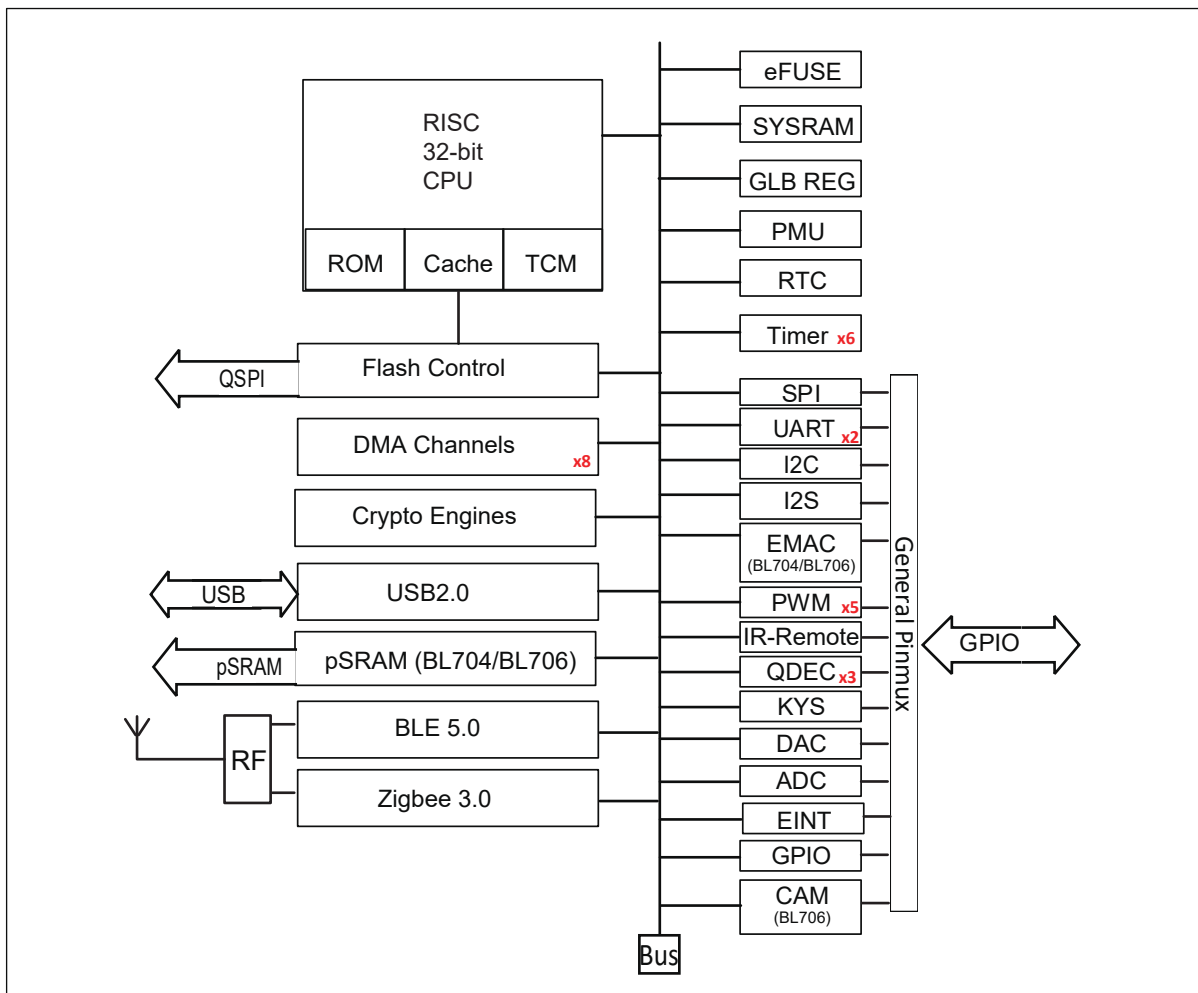 RISC
32-bit
CPU
ROM
Cache
TCM
QSPI
Flash Control
DMA Channels
x8
Crypto Engines
USB
USB2.0
pSRAM
pSRAM (BL704/BL706)
RF
BLE 5.0
Zigbee 3.0
Bus
eFUSE
SYSRAM
GLB REG
PMU
RTC
Timer x6
SPI
UART x2
I2C
I2S
EMAC
(BL704/BL706)
PWM x5
IR-Remote
QDEC x3
KYS
DAC
ADC
EINT
GPIO
CAM
(BL706)
General Pinmux
GPIO